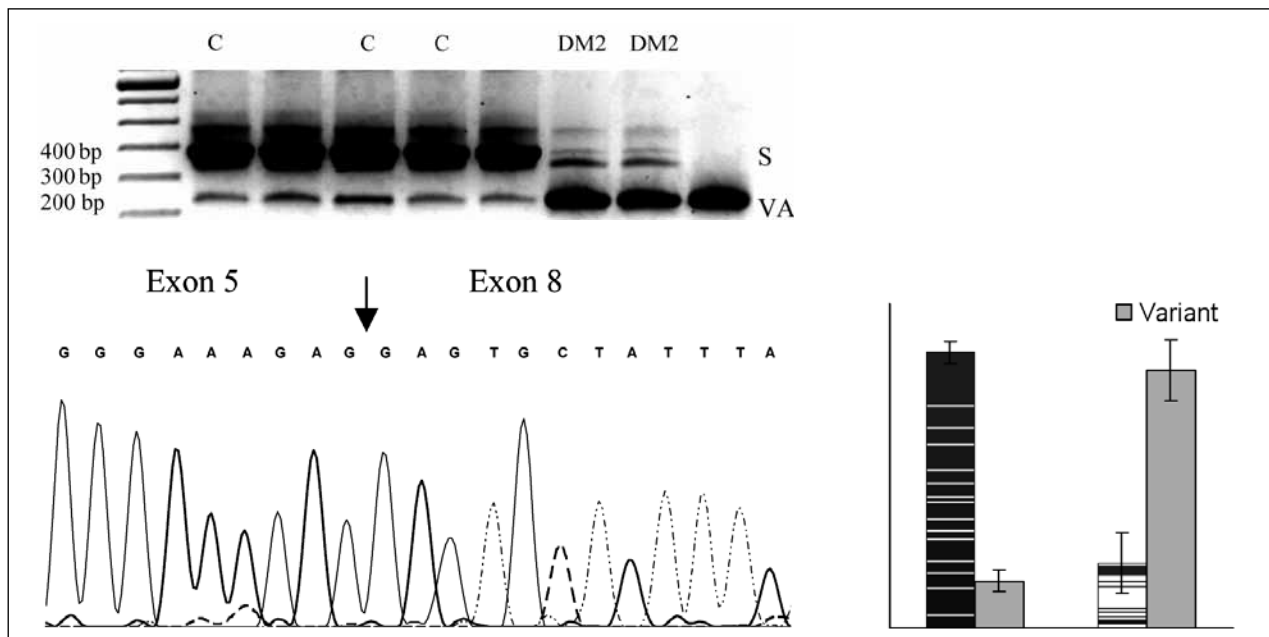 C C C DM2 DM2
400 bp
S
300 bp
200 bp
VA
Exon 5 Exon 8
Variant
G G G A A A G A G G A G T G C T A T T T A